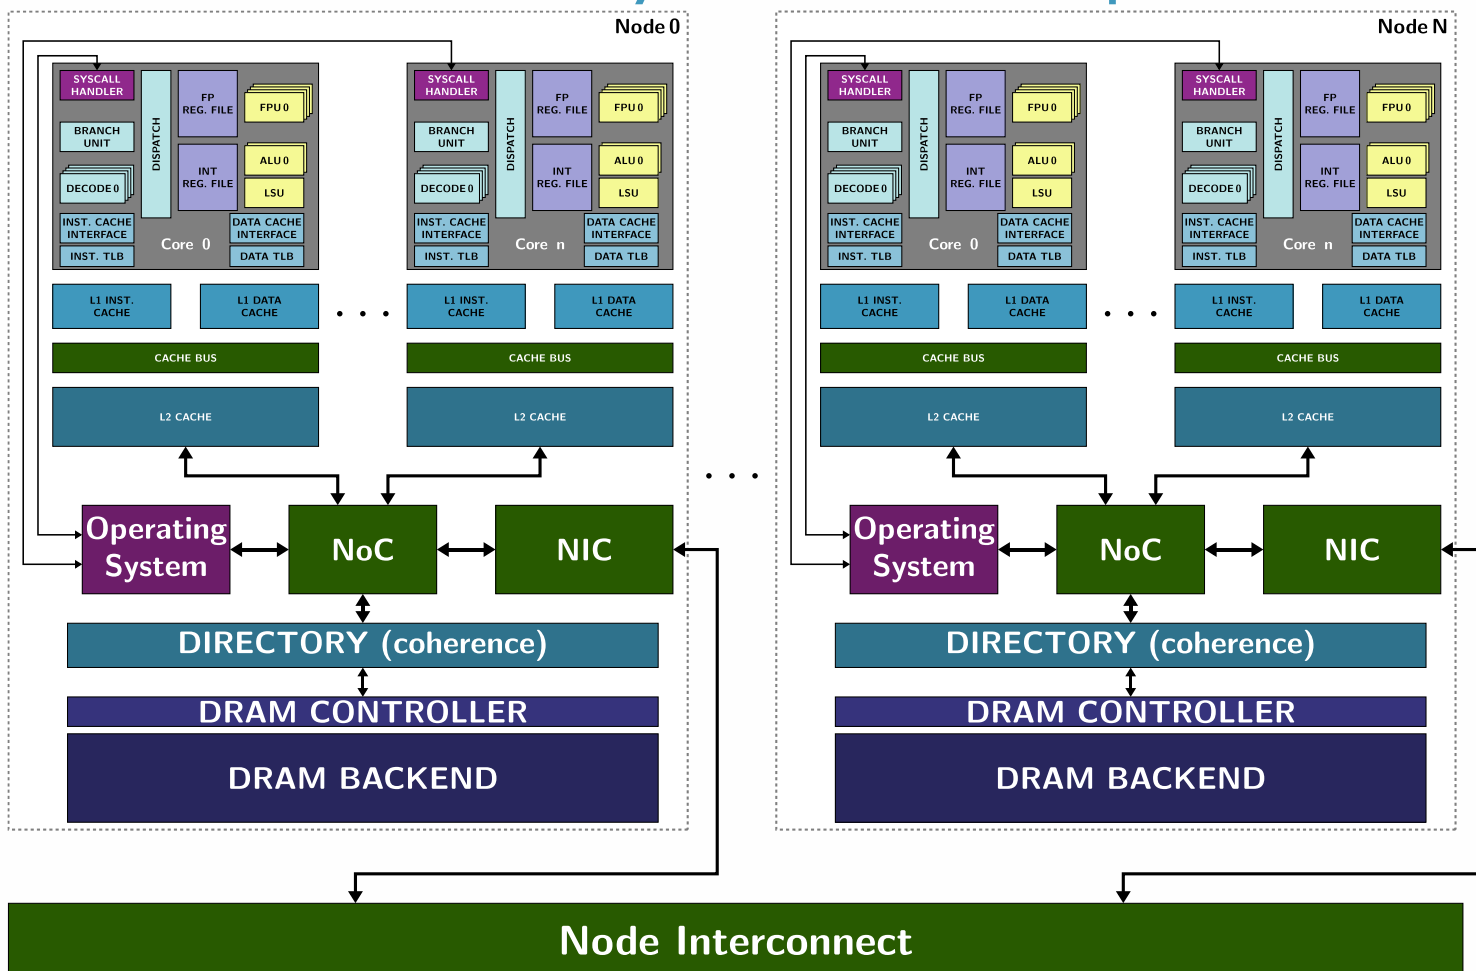 Node 0
SYSCALL
HANDLER
BRANCH
UNIT
DECODE 0
DISPATCH
FP
REG. FILE
INT
REG. FILE
FPU 0
ALU 0
LSU
INST. CACHE
INTERFACE
INST. TLB
Core 0
DATA CACHE
INTERFACE
DATA TLB
L1 INST.
CACHE
L1 DATA
CACHE
CACHE BUS
L2 CACHE
. . .
SYSCALL
HANDLER
BRANCH
UNIT
DECODE 0
DISPATCH
FP
REG. FILE
INT
REG. FILE
FPU 0
ALU 0
LSU
INST. CACHE
INTERFACE
INST. TLB
Core n
DATA CACHE
INTERFACE
DATA TLB
L1 INST.
CACHE
L1 DATA
CACHE
CACHE BUS
L2 CACHE
Operating
System
NoC
NIC
DIRECTORY (coherence)
DRAM CONTROLLER
DRAM BACKEND
. . .
Node N
SYSCALL
HANDLER
BRANCH
UNIT
DECODE 0
DISPATCH
FP
REG. FILE
INT
REG. FILE
FPU 0
ALU 0
LSU
INST. CACHE
INTERFACE
INST. TLB
Core 0
DATA CACHE
INTERFACE
DATA TLB
L1 INST.
CACHE
L1 DATA
CACHE
CACHE BUS
L2 CACHE
. . .
SYSCALL
HANDLER
BRANCH
UNIT
DECODE 0
DISPATCH
FP
REG. FILE
INT
REG. FILE
FPU 0
ALU 0
LSU
INST. CACHE
INTERFACE
INST. TLB
Core n
DATA CACHE
INTERFACE
DATA TLB
L1 INST.
CACHE
L1 DATA
CACHE
CACHE BUS
L2 CACHE
Operating
System
NoC
NIC
DIRECTORY (coherence)
DRAM CONTROLLER
DRAM BACKEND
Node Interconnect